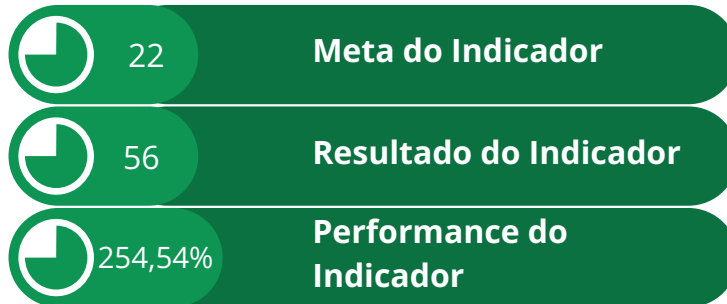 22
Meta do Indicador
56
Resultado do Indicador
254,54%
Performance do
Indicador